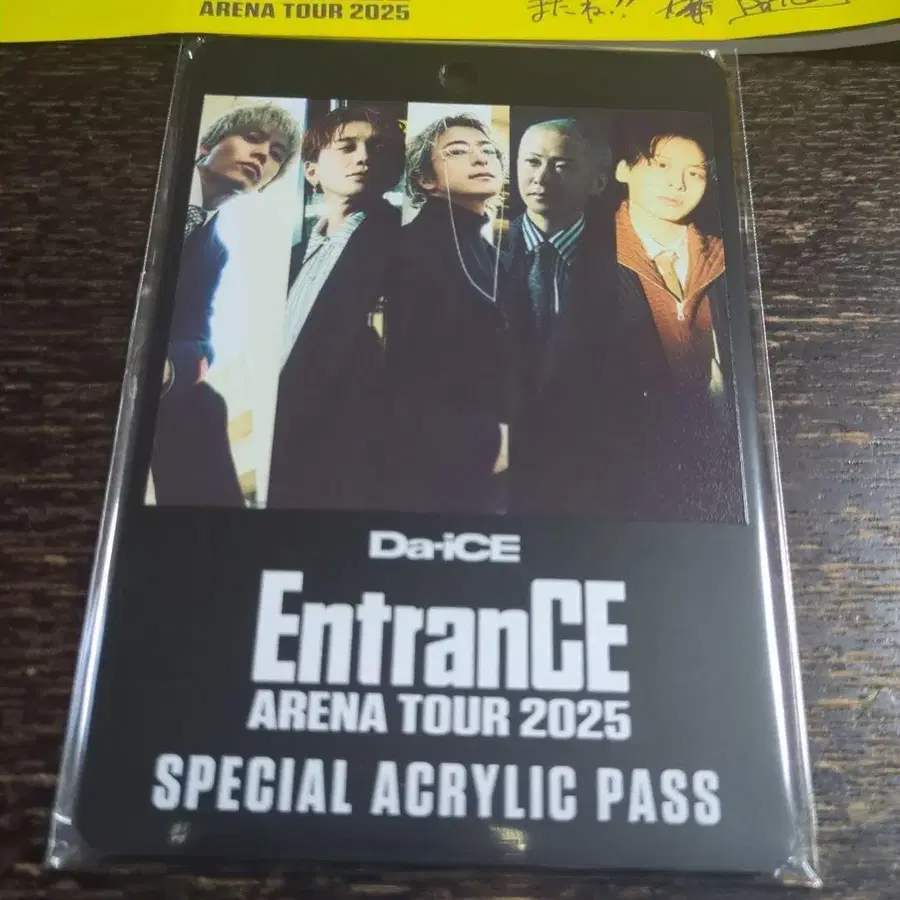 ARENA TOUR 2025
またね!!
Da-iCE
EntranCE
ARENA TOUR 2025
SPECIAL ACRYLIC PASS